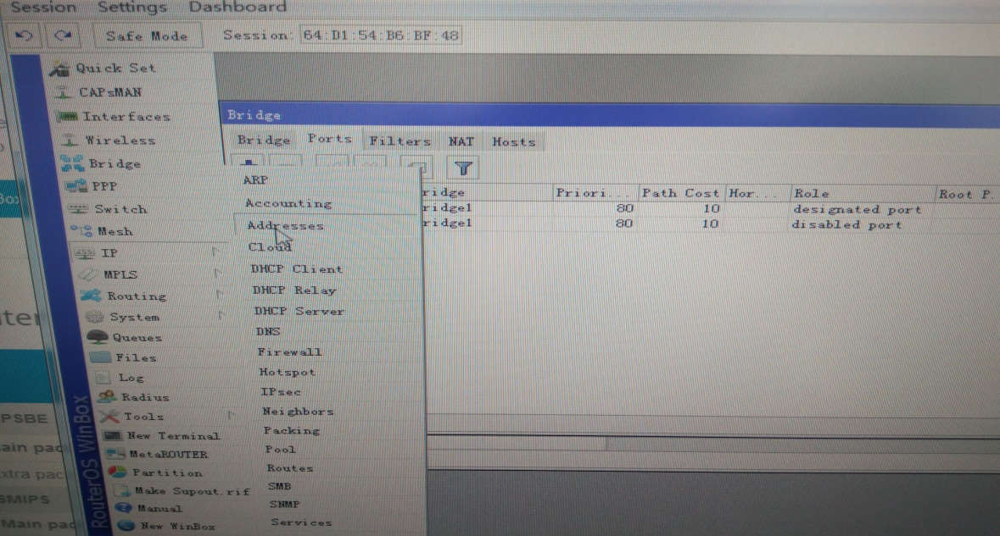 Session Settings Dashboard
Safe Mode Session: 64:D1:54:B6:BF:48
Quick Set
CAPsMAN
Interfaces
Wireless
Bridge
PPP
Switch
Mesh
IP
MPLS
Routing
System
Queues
Files
Log
Radius
Tools
New Terminal
MetaROUTER
Partition
Make Supout.rif
Manual
New WinBox
RouterOS WinBox
Bridge
Bridge Ports Filters NAT Hosts
ridge Priori... Path Cost Hor... Role Root P.
ridge1 80 10 designated port
ridge1 80 10 disabled port
ARP
Accounting
Addresses
Cloud
DHCP Client
DHCP Relay
DHCP Server
DNS
Firewall
Hotspot
IPsec
Neighbors
Packing
Pool
Routes
SMB
SNMP
Services
PSBE
ain pac
xtra pac
SMIPS
Main pac